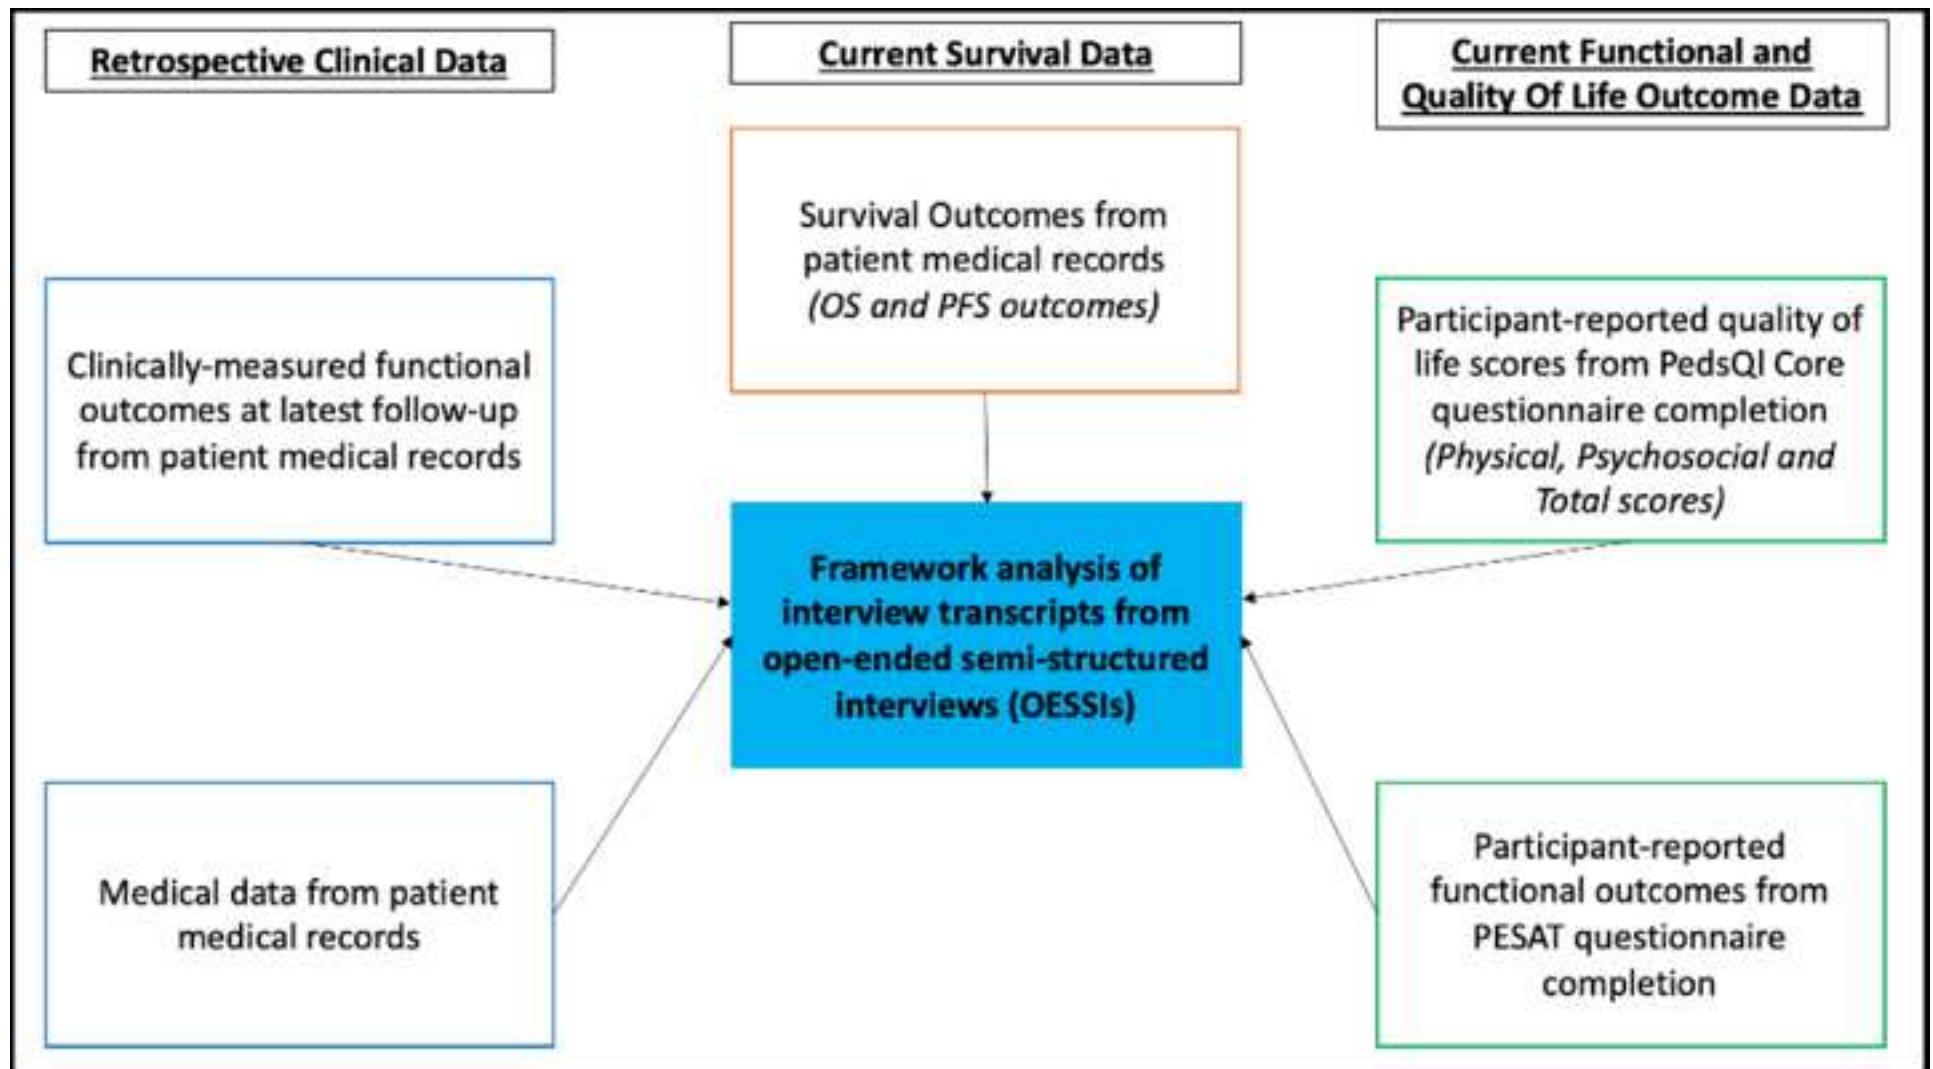 Retrospective Clinical Data
Current Survival Data
Current Functional and
Quality Of Life Outcome Data
Survival Outcomes from
patient medical records
(OS and PFS outcomes)
Clinically-measured functional
outcomes at latest follow-up
from patient medical records
Participant-reported quality of
life scores from PedsQl Core
questionnaire completion
(Physical, Psychosocial and
Total scores)
Framework analysis of
interview transcripts from
open-ended semi-structured
interviews (OESSIs)
Medical data from patient
medical records
Participant-reported
functional outcomes from
PESAT questionnaire
completion